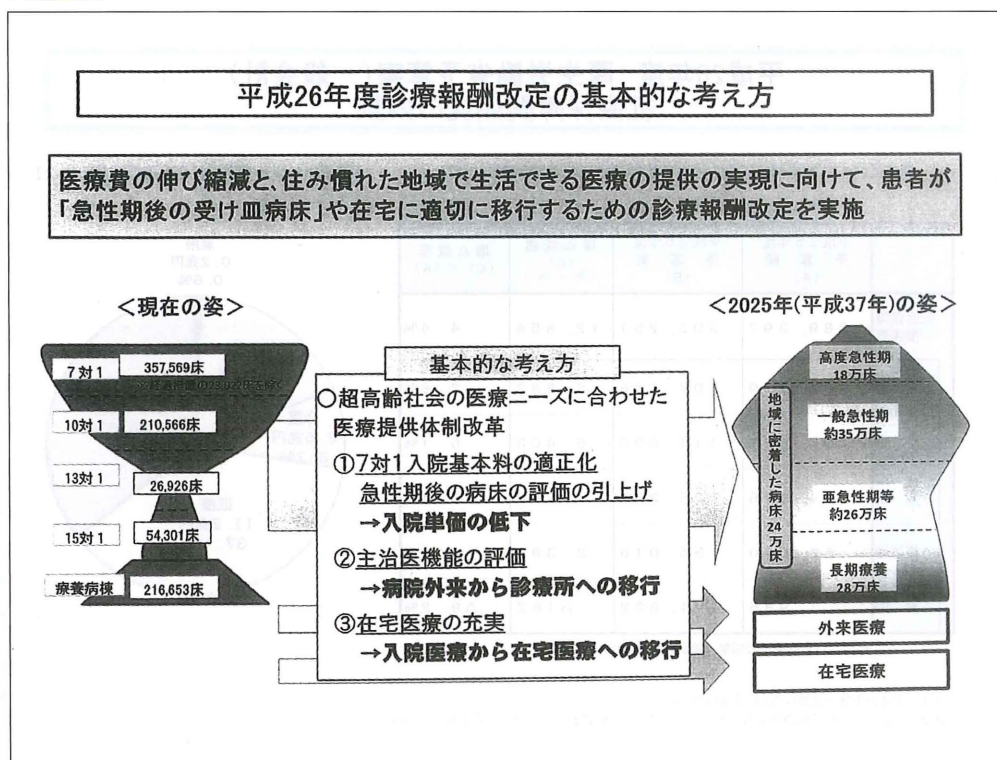 平成26年度診療報酬改定の基本的な考え方
医療費の伸び縮減と、住み慣れた地域で生活できる医療の提供の実現に向けて、患者が
「急性期後の受け皿病床」や在宅に適切に移行するための診療報酬改定を実施
＜現在の姿＞
7対1
357,569床
※経過措置の23,022床を除く
10対1
210,566床
13対1
26,926床
15対1
54,301床
療養病棟
216,653床
基本的な考え方
○超高齢社会の医療ニーズに合わせた
医療提供体制改革
①7対1入院基本料の適正化
急性期後の病床の評価の引上げ
→入院単価の低下
②主治医機能の評価
→病院外来から診療所への移行
③在宅医療の充実
→入院医療から在宅医療への移行
＜2025年(平成37年)の姿＞
高度急性期
18万床
一般急性期
約35万床
亜急性期等
約26万床
長期療養
28万床
地域に密着した病床24万床
外来医療
在宅医療